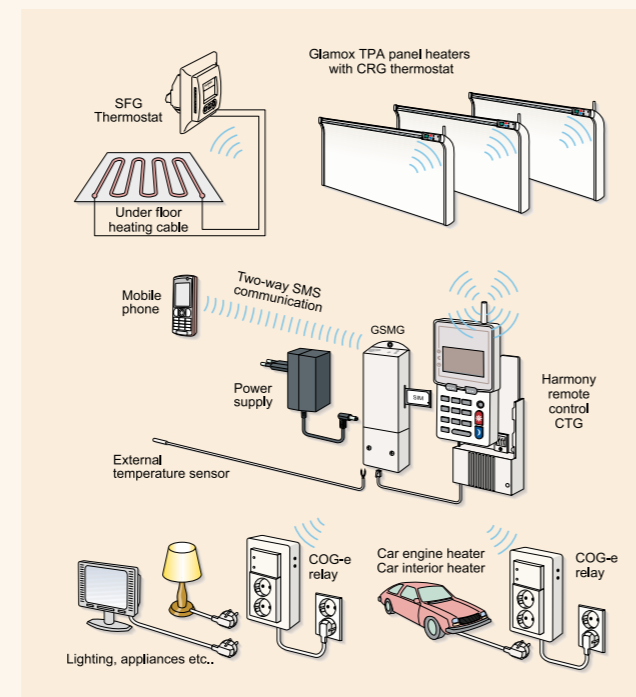 SFG
Thermostat
Glamox TPA panel heaters
with CRG thermostat
Under floor
heating cable
Mobile
phone
Two-way SMS
communication
GSMG
Power
supply
SIM
Harmony
remote
control
CTG
External
temperature sensor
COG-e
relay
Car engine heater
Car interior heater
COG-e
relay
Lighting, appliances etc..